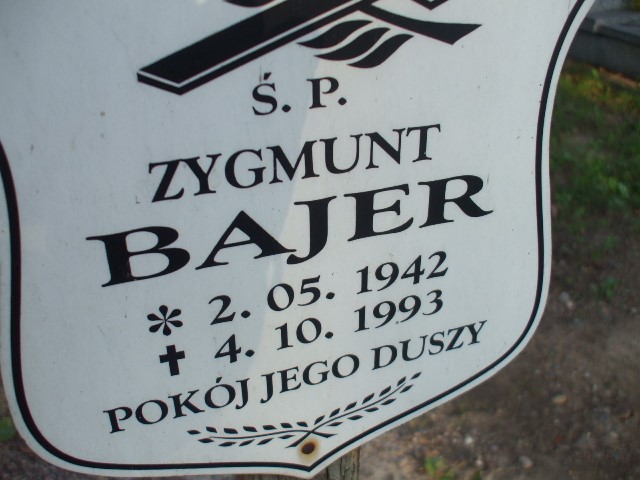 Ś. P.
ZYGMUNT
BAJER
* 2. 05. 1942
✝ 4. 10. 1993
POKÓJ JEGO DUSZY